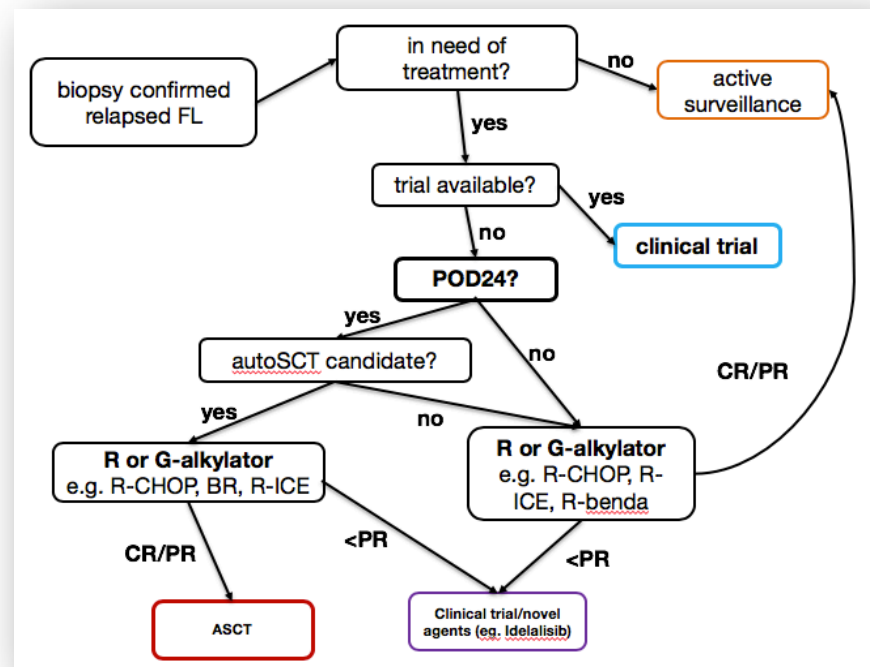 in need of
treatment?
no
biopsy confirmed
relapsed FL
active
surveillance
yes
trial available?
yes
no
clinical trial
POD24?
yes
no
autoSCT candidate?
CR/PR
yes
no
R or G-alkylator
e.g. R-CHOP, BR, R-ICE
R or G-alkylator
e.g. R-CHOP, R-
ICE, R-benda
CR/PR
<PR
<PR
ASCT
Clinical trial/novel
agents (eg. Idelalisib)